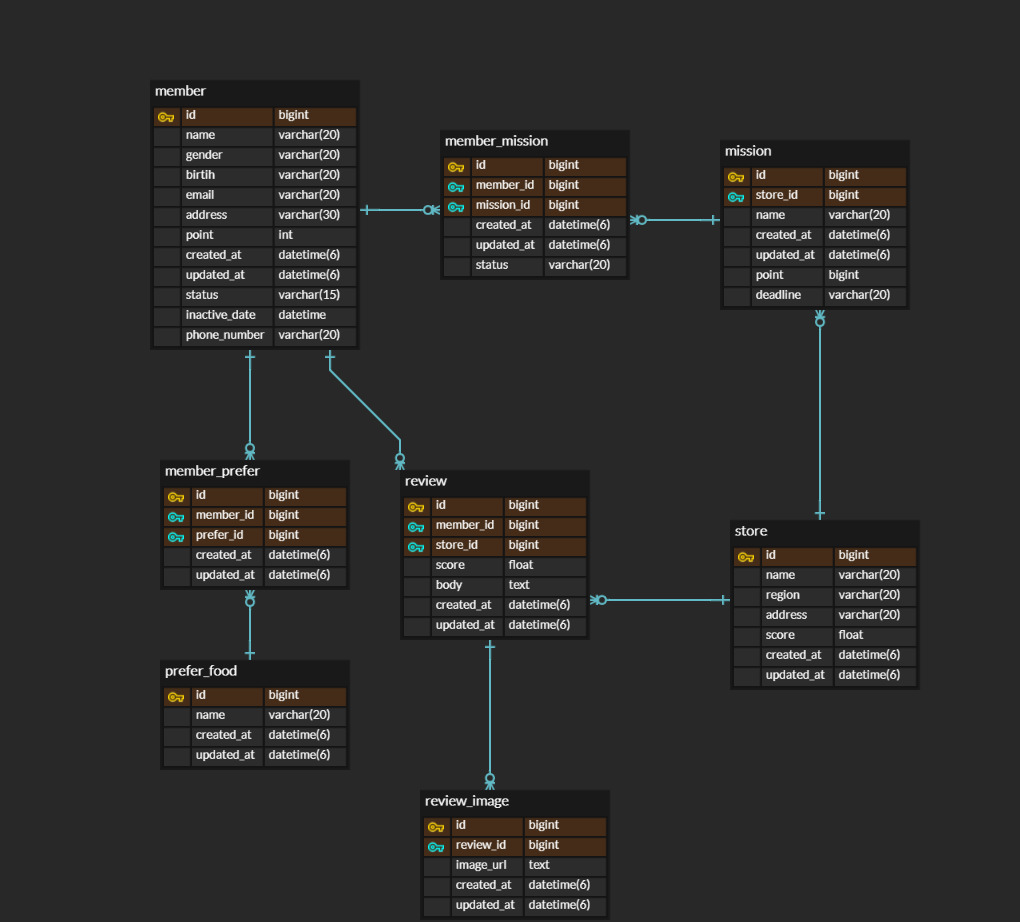 member
id bigint
name varchar(20)
gender varchar(20)
birtih varchar(20)
email varchar(20)
address varchar(30)
point int
created_at datetime(6)
updated_at datetime(6)
status varchar(15)
inactive_date datetime
phone_number varchar(20)
member_mission
id bigint
member_id bigint
mission_id bigint
created_at datetime(6)
updated_at datetime(6)
status varchar(20)
mission
id bigint
store_id bigint
name varchar(20)
created_at datetime(6)
updated_at datetime(6)
point bigint
deadline varchar(20)
member_prefer
id bigint
member_id bigint
prefer_id bigint
created_at datetime(6)
updated_at datetime(6)
review
id bigint
member_id bigint
store_id bigint
score float
body text
created_at datetime(6)
updated_at datetime(6)
store
id bigint
name varchar(20)
region varchar(20)
address varchar(20)
score float
created_at datetime(6)
updated_at datetime(6)
prefer_food
id bigint
name varchar(20)
created_at datetime(6)
updated_at datetime(6)
review_image
id bigint
review_id bigint
image_url text
created_at datetime(6)
updated_at datetime(6)